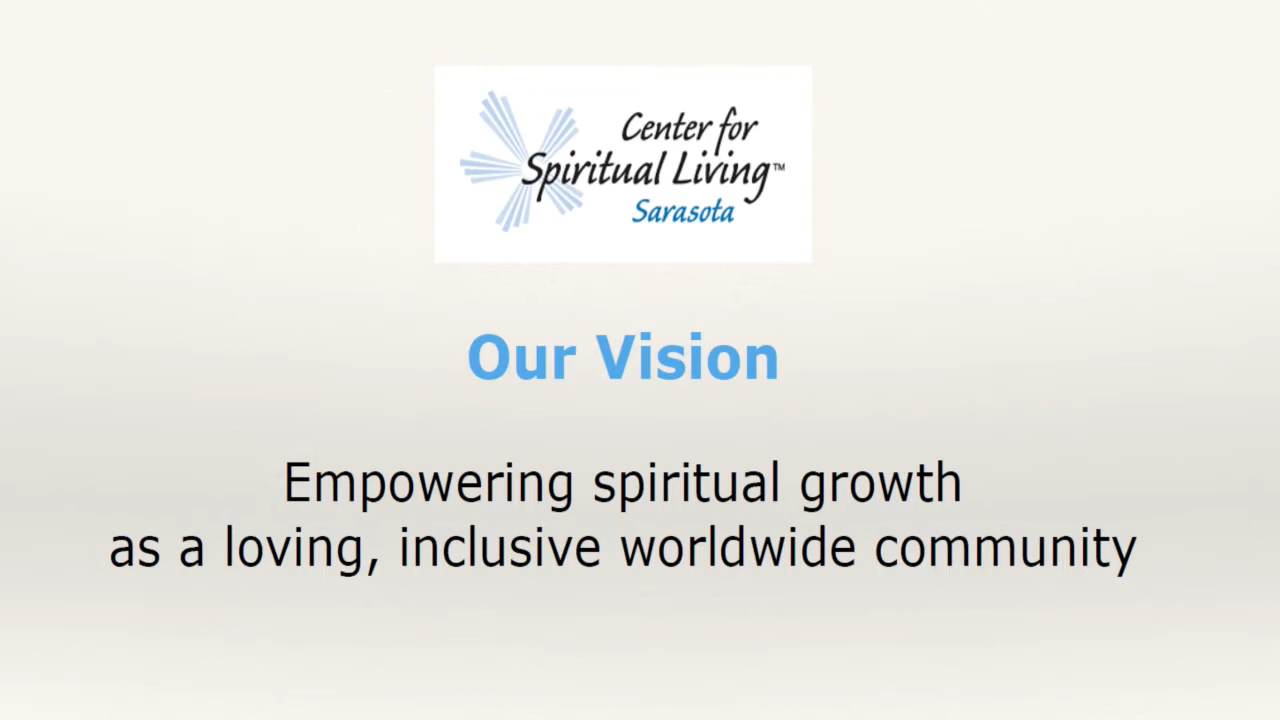 Center for
Spiritual Living™
Sarasota
Our Vision
Empowering spiritual growth
as a loving, inclusive worldwide community